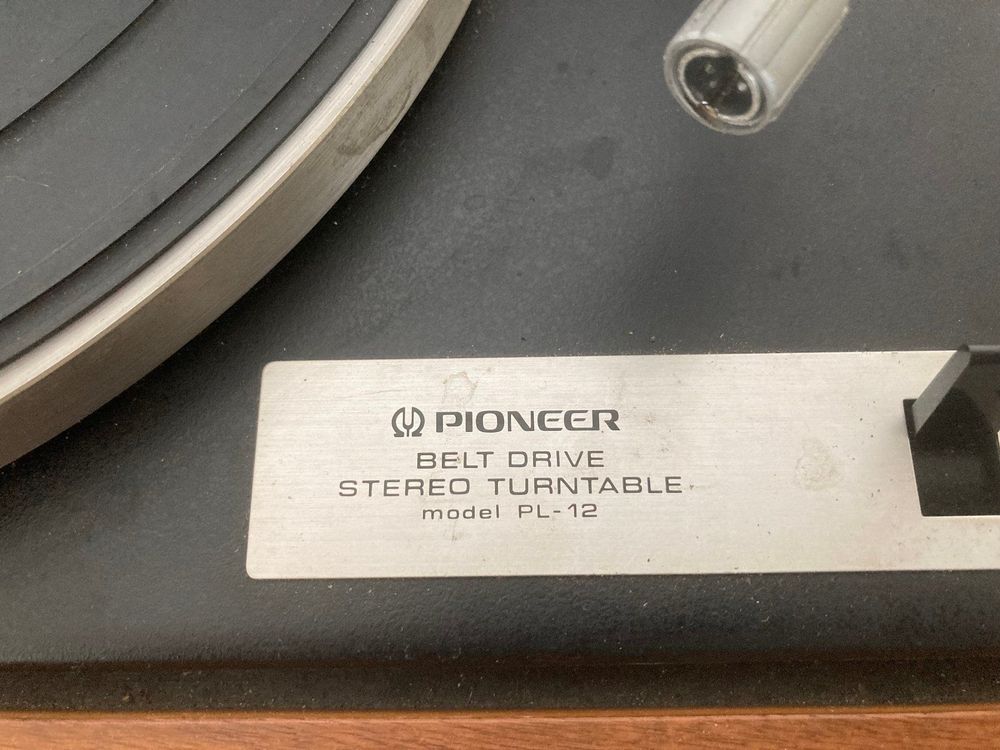 PIONEER
BELT DRIVE
STEREO TURNTABLE
model PL-12